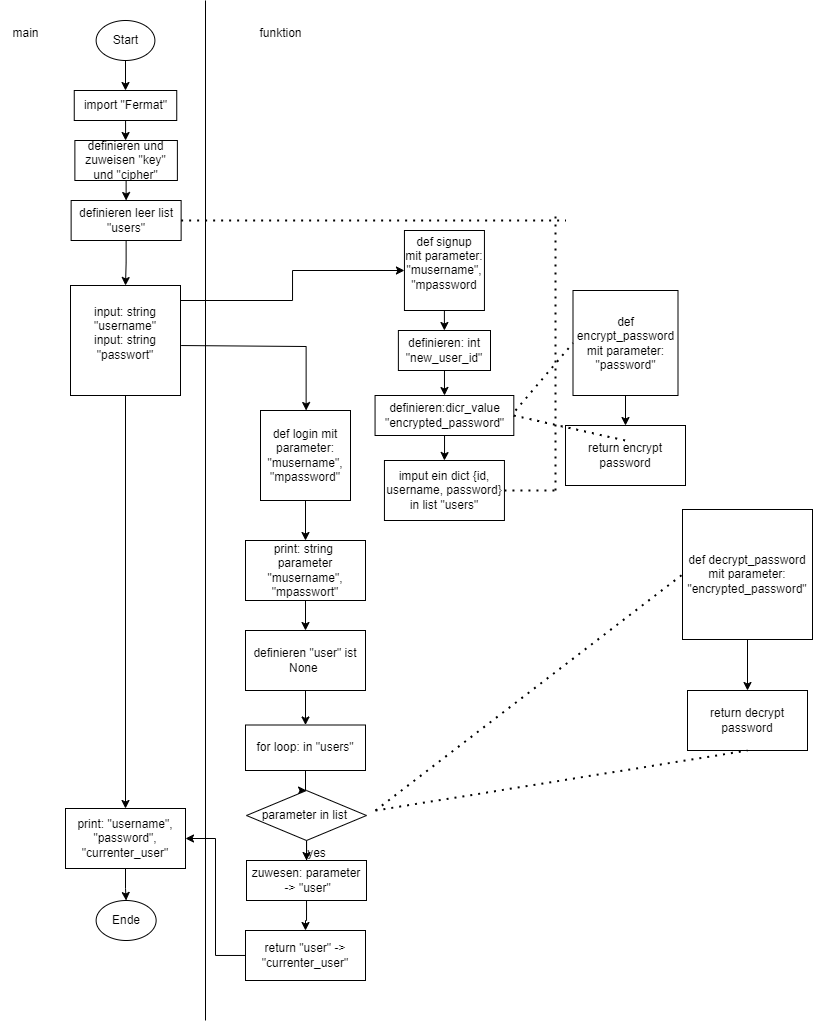 main
funktion
Start
import "Fermat"
definieren und
zuweisen "key"
und "cipher"
definieren leer list
"users"
input: string
"username"
input: string
"passwort"
def signup
mit parameter:
"musername",
"mpassword
definieren: int
"new_user_id"
definieren:dicr_value
"encrypted_password"
imput ein dict {id,
username, password}
in list "users"
def
encrypt_password
mit parameter:
"password"
return encrypt
password
def login mit
parameter:
"musername",
"mpassword"
print: string
parameter
"musername",
"mpasswort"
definieren "user" ist
None
for loop: in "users"
parameter in list
yes
zuwesen: parameter
-> "user"
return "user" ->
"currenter_user"
def decrypt_password
mit parameter:
"encrypted_password"
return decrypt
password
print: "username",
"password",
"currenter_user"
Ende